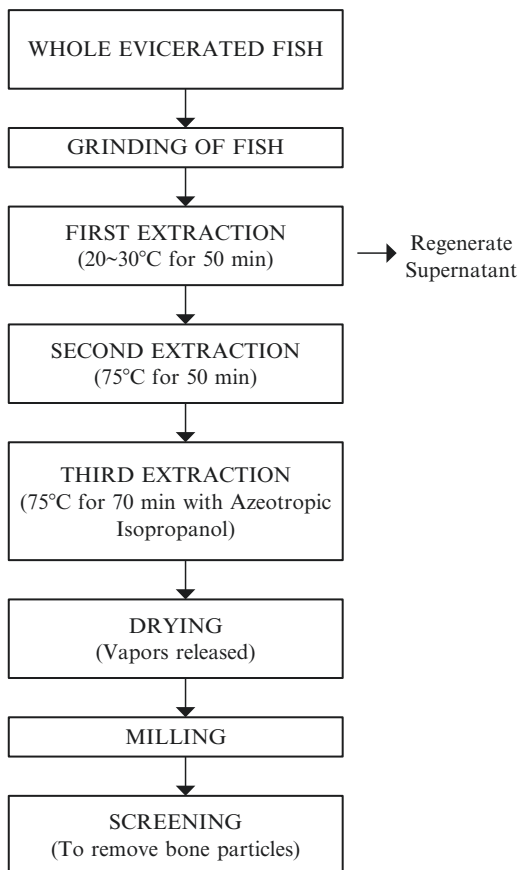 WHOLE EVICERATED FISH
GRINDING OF FISH
FIRST EXTRACTION
(20~30°C for 50 min)
Regenerate
Supernatant
SECOND EXTRACTION
(75°C for 50 min)
THIRD EXTRACTION
(75°C for 70 min with Azeotropic
Isopropanol)
DRYING
(Vapors released)
MILLING
SCREENING
(To remove bone particles)